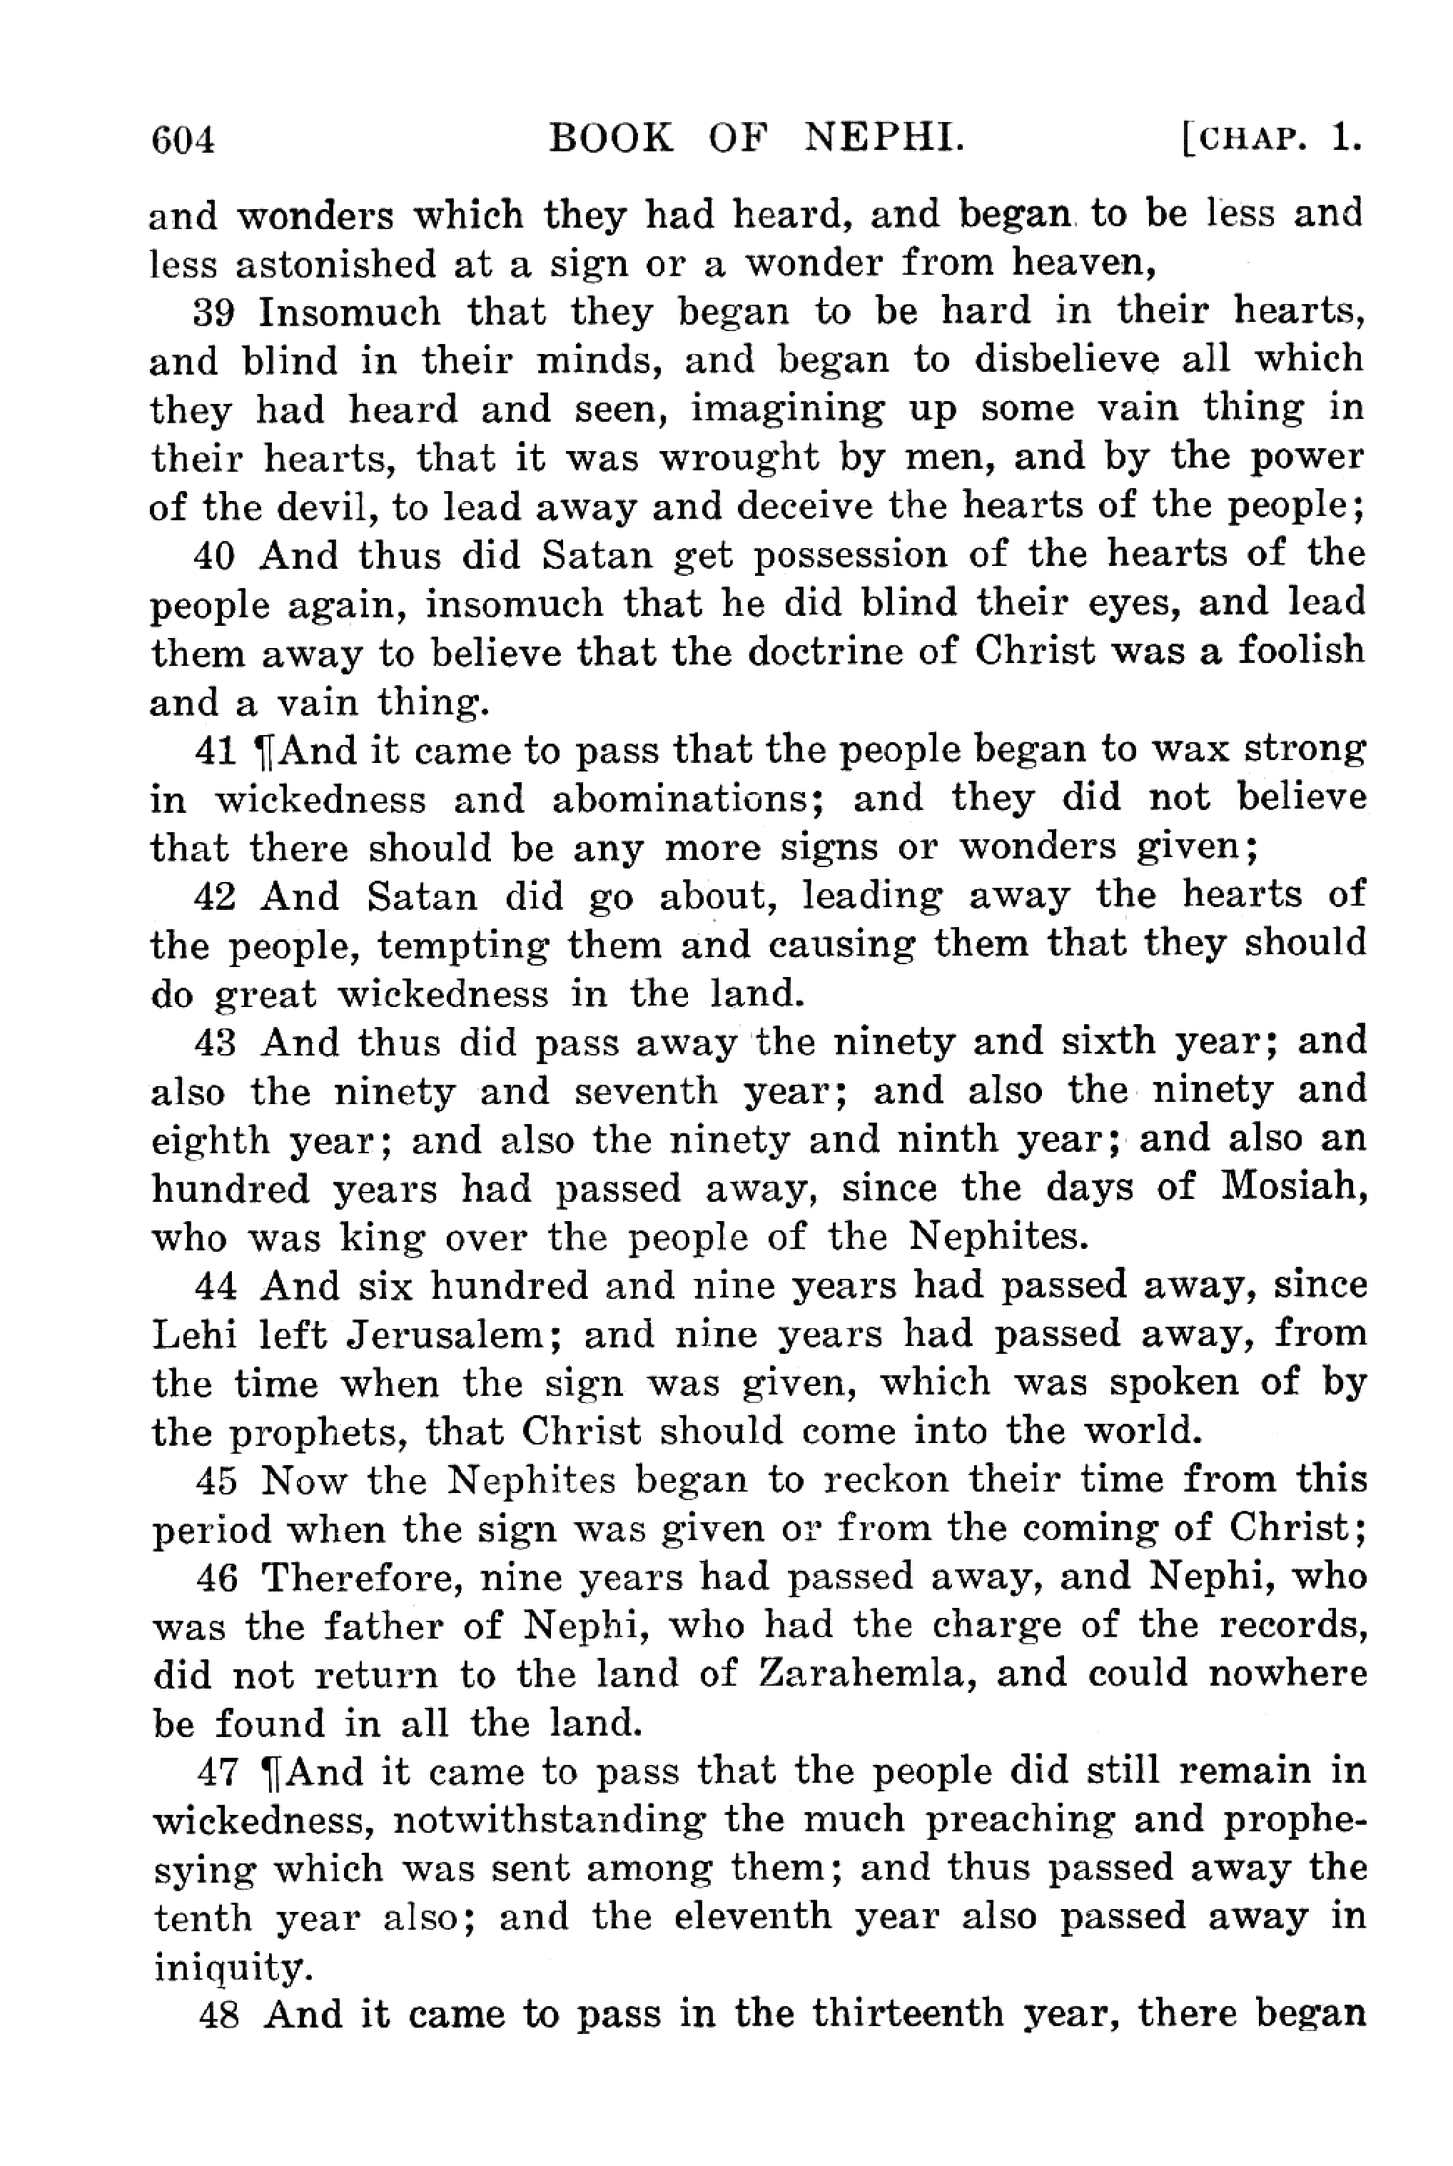 604 BOOK OF NEPHI. [CHAP. 1.
and wonders which they had heard, and began to be less and
less astonished at a sign or a wonder from heaven,
39 Insomuch that they began to be hard in their hearts,
and blind in their minds, and began to disbelieve all which
they had heard and seen, imagining up some vain thing in
their hearts, that it was wrought by men, and by the power
of the devil, to lead away and deceive the hearts of the people;
40 And thus did Satan get possession of the hearts of the
people again, insomuch that he did blind their eyes, and lead
them away to believe that the doctrine of Christ was a foolish
and a vain thing.
41 ¶And it came to pass that the people began to wax strong
in wickedness and abominations; and they did not believe
that there should be any more signs or wonders given;
42 And Satan did go about, leading away the hearts of
the people, tempting them and causing them that they should
do great wickedness in the land.
43 And thus did pass away the ninety and sixth year; and
also the ninety and seventh year; and also the ninety and
eighth year; and also the ninety and ninth year; and also an
hundred years had passed away, since the days of Mosiah,
who was king over the people of the Nephites.
44 And six hundred and nine years had passed away, since
Lehi left Jerusalem; and nine years had passed away, from
the time when the sign was given, which was spoken of by
the prophets, that Christ should come into the world.
45 Now the Nephites began to reckon their time from this
period when the sign was given or from the coming of Christ;
46 Therefore, nine years had passed away, and Nephi, who
was the father of Nephi, who had the charge of the records,
did not return to the land of Zarahemla, and could nowhere
be found in all the land.
47 ¶And it came to pass that the people did still remain in
wickedness, notwithstanding the much preaching and prophe-
sying which was sent among them; and thus passed away the
tenth year also; and the eleventh year also passed away in
iniquity.
48 And it came to pass in the thirteenth year, there began